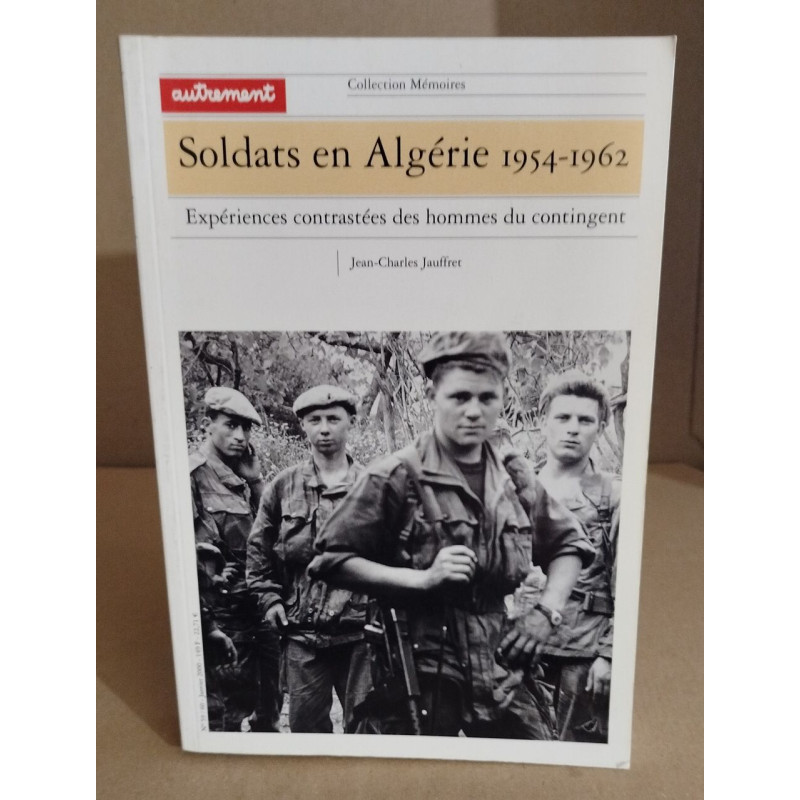 autrement
Collection Mémoires
Soldats en Algérie 1954-1962
Expériences contrastées des hommes du contingent
Jean-Charles Jauffret